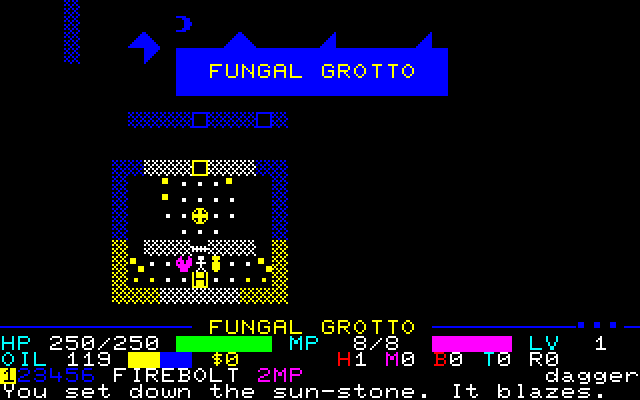 FUNGAL GROTTO
FUNGAL GROTTO
HP 250/250 MP 8/8 LV 1
OIL 119 $0 H1 M0 B0 T0 R0
123456 FIREBOLT 2MP dagger
You set down the sun-stone. It blazes.